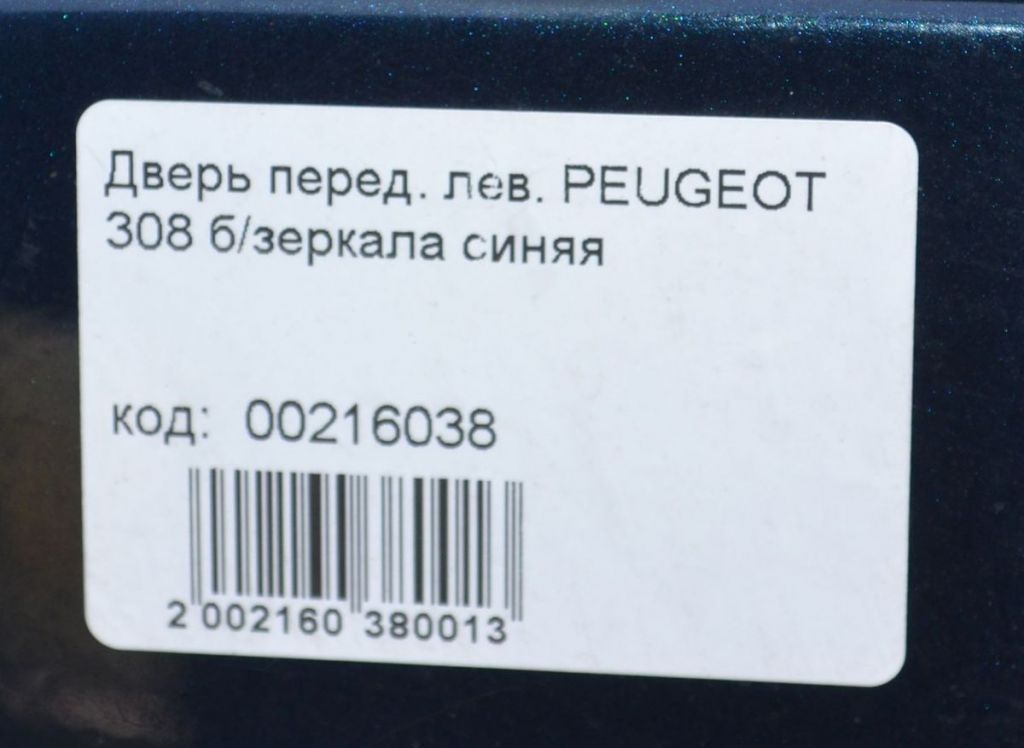 Дверь перед. лев. PEUGEOT
308 б/зеркала синяя
код: 00216038
2 002160 380013